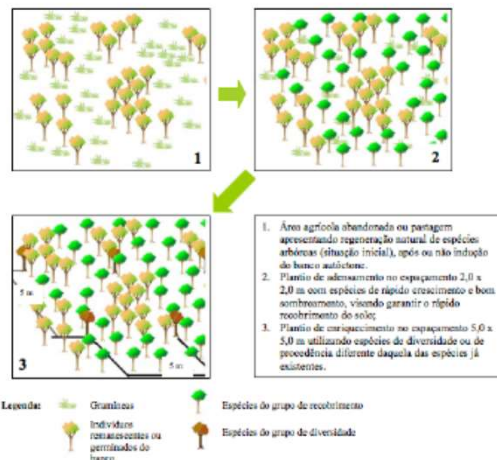 1
2
3
5 m
5 m
1. Área agrícola abandonada ou pastagem
apresentando regeneração natural de espécies
arbóreas (situação inicial), após ou não indução
do banco autóctone.
2. Plantio de adensamento no espaçamento 2,0 x
2,0 m com espécies de rápido crescimento e bom
sombreamento, visando garantir o rápido
recobrimento do solo;
3. Plantio de enriquecimento no espaçamento 5,0 x
5,0 m utilizando espécies de diversidade ou de
procedência diferente daquela das espécies já
existentes.
Legenda: Gramíneas Espécies do grupo de recobrimento
Indivíduos
remanescentes ou
germinados do
banco
Espécies do grupo de diversidade